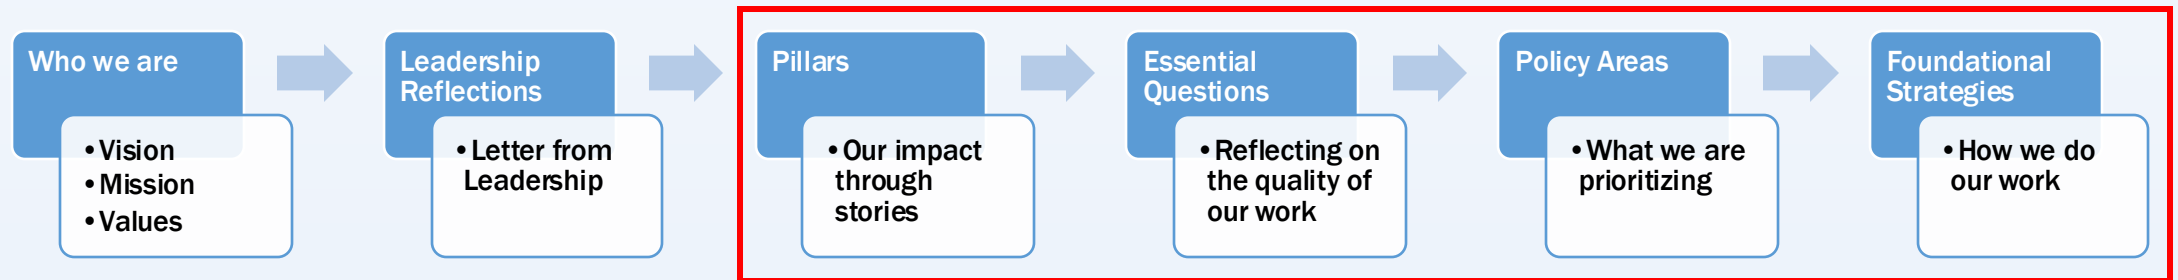 Who we are
• Vision
• Mission
• Values
Leadership
Reflections
• Letter from
Leadership
Pillars
• Our impact
through
stories
Essential
Questions
• Reflecting on
the quality of
our work
Policy Areas
• What we are
prioritizing
Foundational
Strategies
• How we do
our work